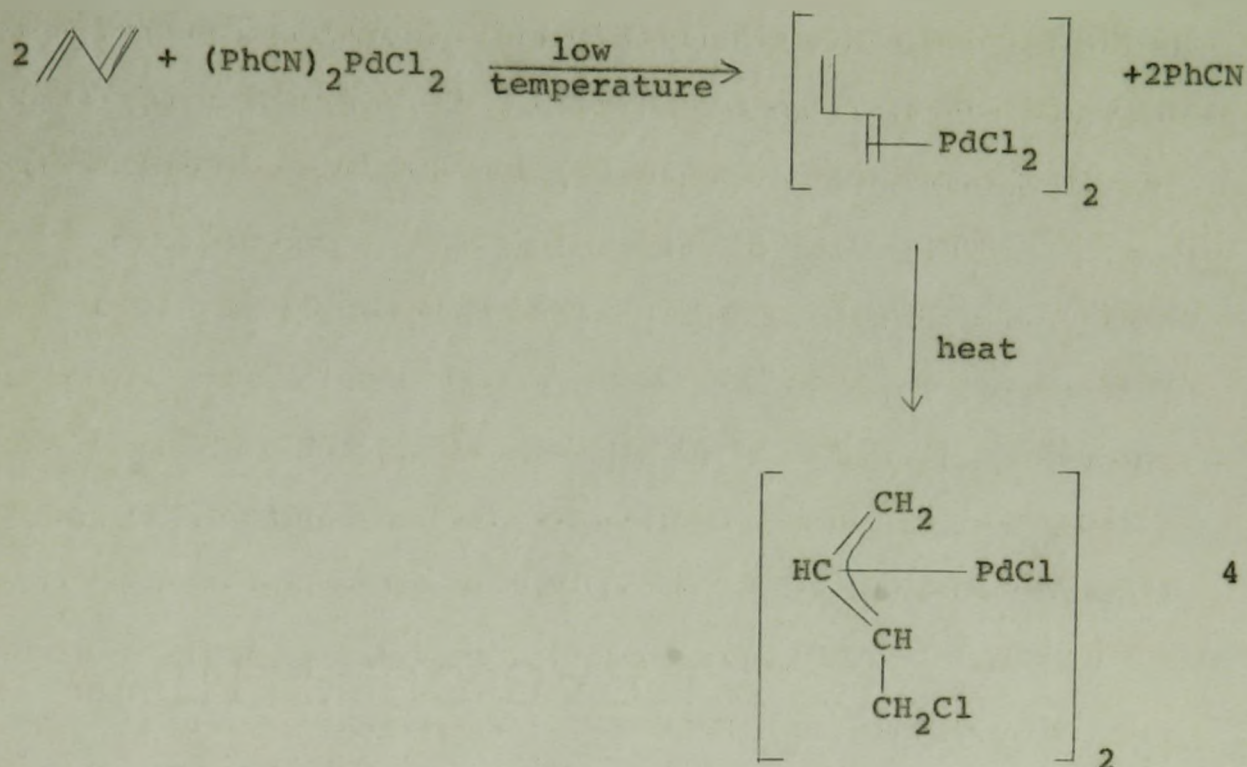 2 + (PhCN)2PdCl2 low temperature +2PhCN
PdCl2
2
heat
CH2
HC PdCl 4
CH
CH2Cl
2